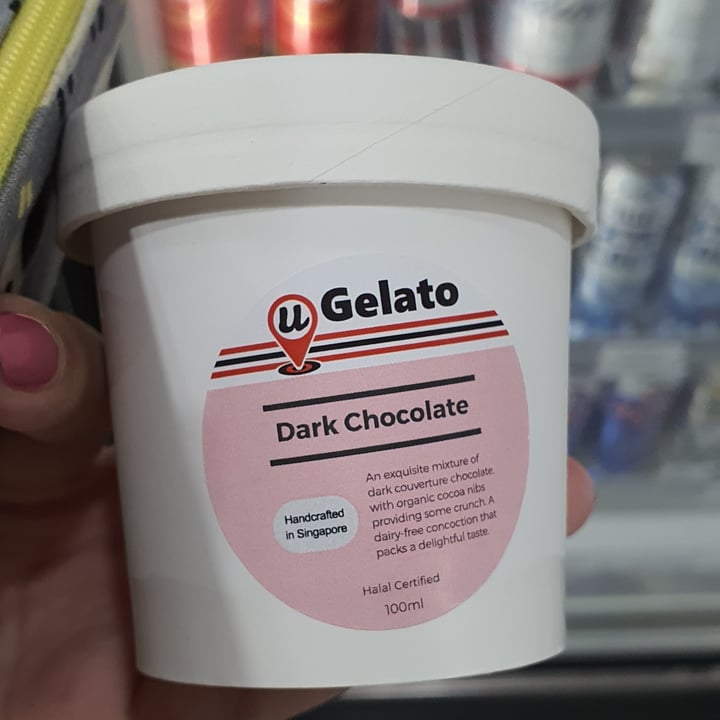 u Gelato
Dark Chocolate
An exquisite mixture of
dark couverture chocolate.
with organic cocoa nibs
providing some crunch. A
dairy-free concoction that
packs a delightful taste.
Handcrafted
in Singapore
Halal Certified
100ml